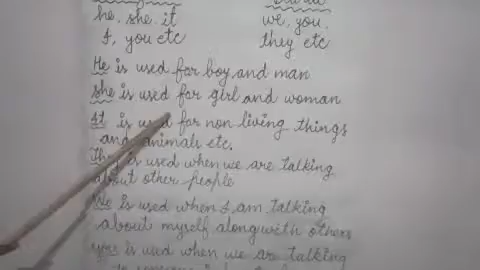 he, she, it we, you,
I, you etc they etc
He is used for boy and man
She is used for girl and woman
It is used for non living things
and animals etc.
They is used when we are talking
about other people
We is used when I am talking
about myself along with others
you is used when we are talking